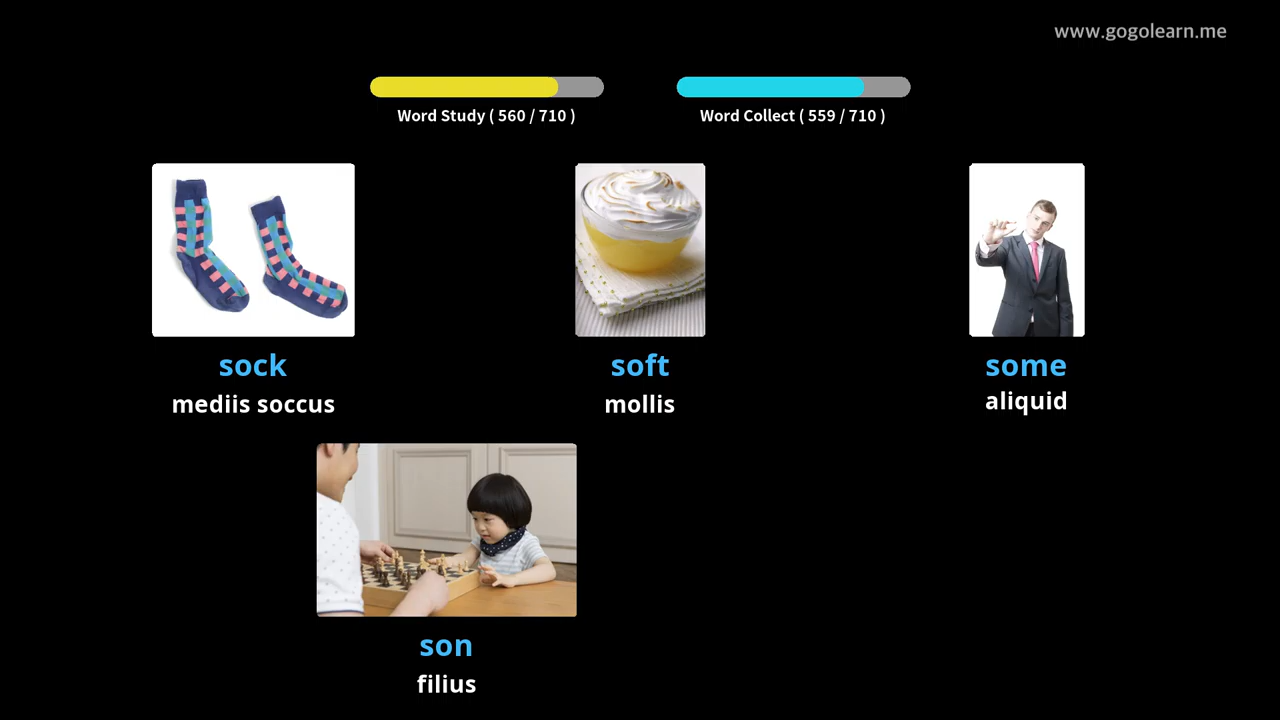 www.gogolearn.me
Word Study ( 560 / 710 )
Word Collect ( 559 / 710 )
sock
mediis soccus
soft
mollis
some
aliquid
son
filius